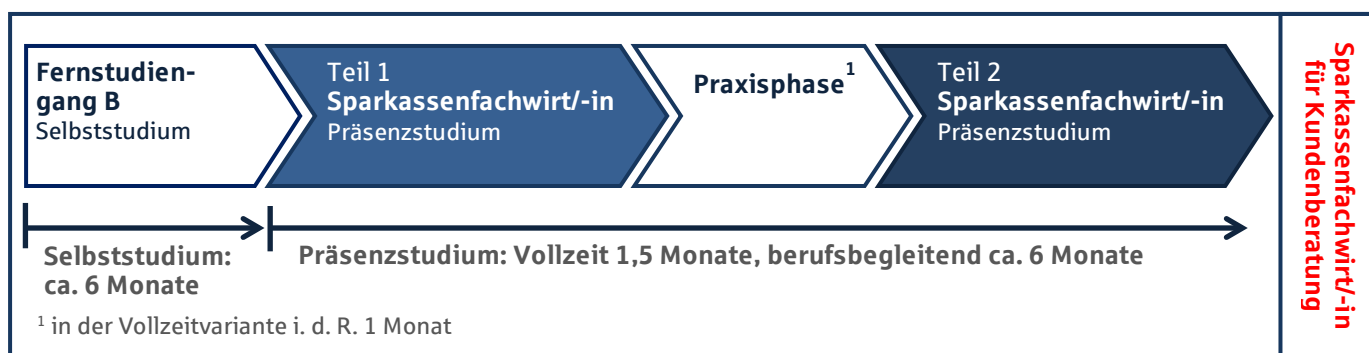 Fernstudien-
gang B
Selbststudium
Teil 1
Sparkassenfachwirt/-in
Präsenzstudium
Praxisphase¹
Teil 2
Sparkassenfachwirt/-in
Präsenzstudium
Selbststudium:
ca. 6 Monate
Präsenzstudium: Vollzeit 1,5 Monate, berufsbegleitend ca. 6 Monate
¹ in der Vollzeitvariante i. d. R. 1 Monat
Sparkassenfachwirt/-in
für Kundenberatung